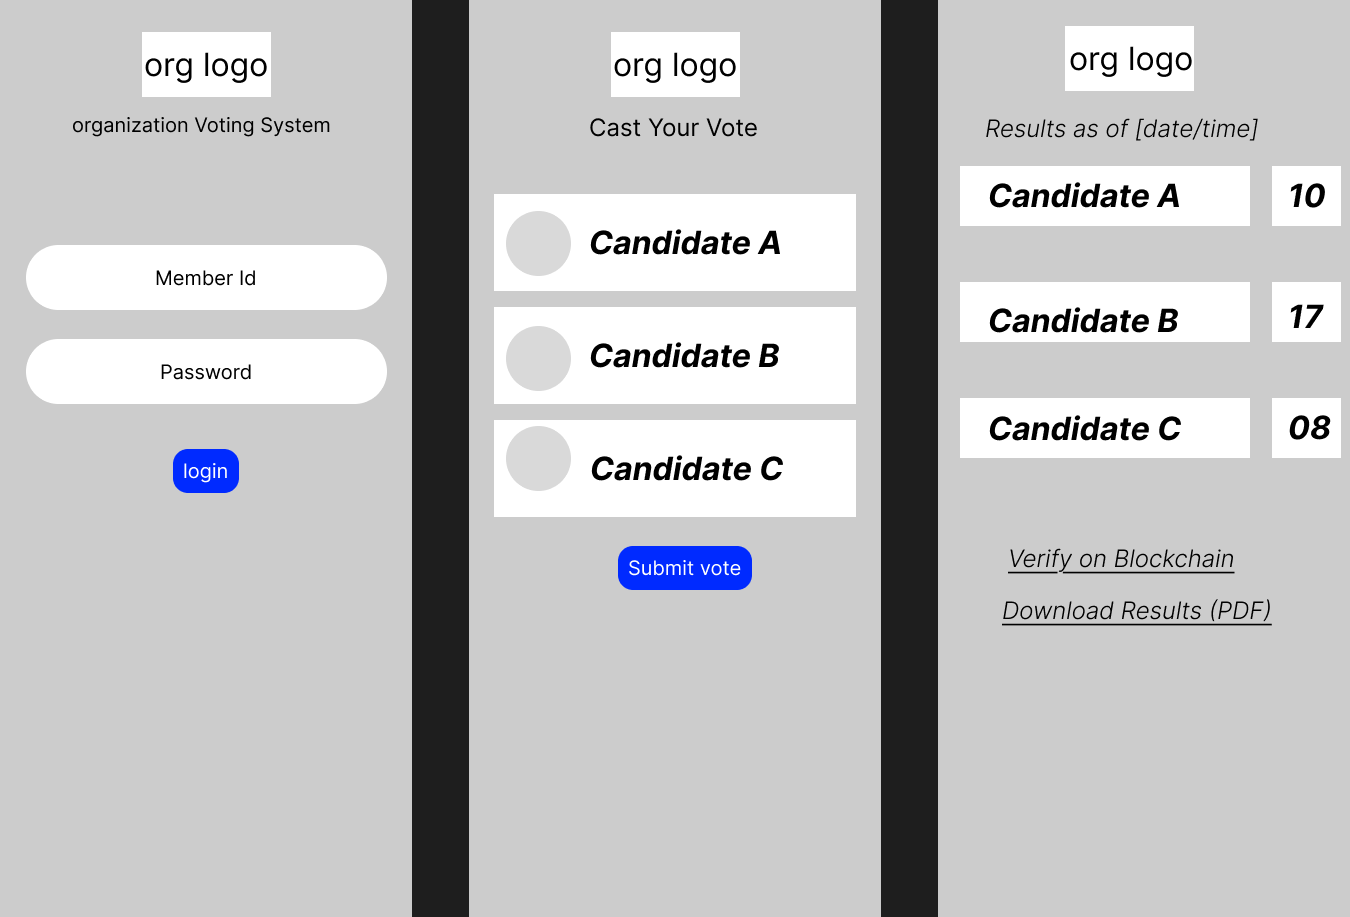 org logo
organization Voting System
Member Id
Password
login
org logo
Cast Your Vote
Candidate A
Candidate B
Candidate C
Submit vote
org logo
Results as of [date/time]
Candidate A 10
Candidate B 17
Candidate C 08
Verify on Blockchain
Download Results (PDF)